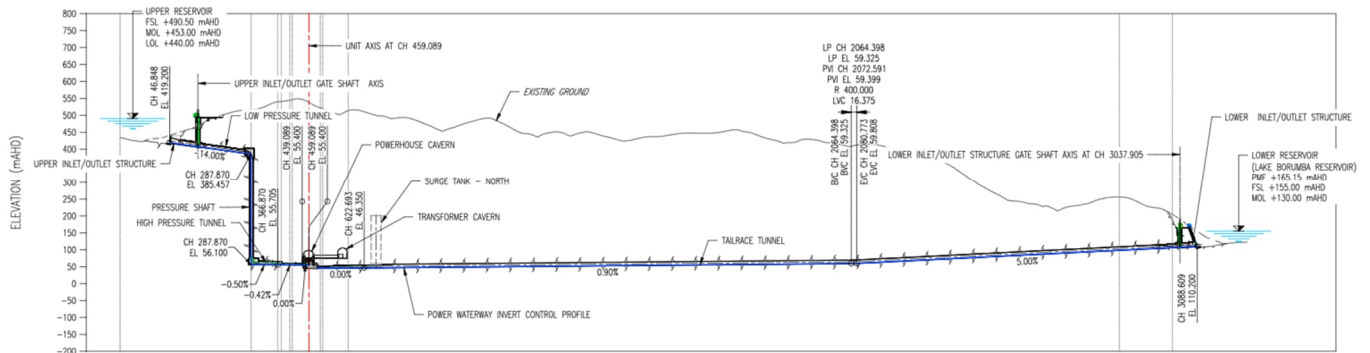 UPPER RESERVOIR
FSL +490.50 mAHD
MOL +453.00 mAHD
LOL +440.00 mAHD
CH 46.848
EL 419.200
UNIT AXIS AT CH 459.089
UPPER INLET/OUTLET GATE SHAFT AXIS
EXISTING GROUND
LOW PRESSURE TUNNEL
POWERHOUSE CAVERN
UPPER INLET/OUTLET STRUCTURE
-14.00%
CH 287.870
EL 385.457
CH 366.870
EL 55.705
CH 439.089
EL 55.400
CH 459.089
EL 55.400
CH 622.693
EL 46.350
PRESSURE SHAFT
HIGH PRESSURE TUNNEL
CH 287.870
EL 56.100
SURGE TANK - NORTH
TRANSFORMER CAVERN
LP CH 2064.398
LP EL 59.325
PVI CH 2072.591
PVI EL 59.399
R 400.000
LVC 16.375
BVC CH 2064.398
BVC EL 59.325
EVC CH 2080.773
EVC EL 59.808
LOWER INLET/OUTLET STRUCTURE
LOWER INLET/OUTLET STRUCTURE GATE SHAFT AXIS AT CH 3037.905
LOWER RESERVOIR
(LAKE BORUMBA RESERVOIR)
PMF +165.15 mAHD
FSL +155.00 mAHD
MOL +130.00 mAHD
TAILRACE TUNNEL
-0.50%
-0.42%
0.00%
0.00%
0.90%
5.00%
CH 3088.609
EL 110.200
POWER WATERWAY INVERT CONTROL PROFILE
ELEVATION (mAHD)
800
750
700
650
600
550
500
450
400
350
300
250
200
150
100
50
0
-50
-100
-150
-200